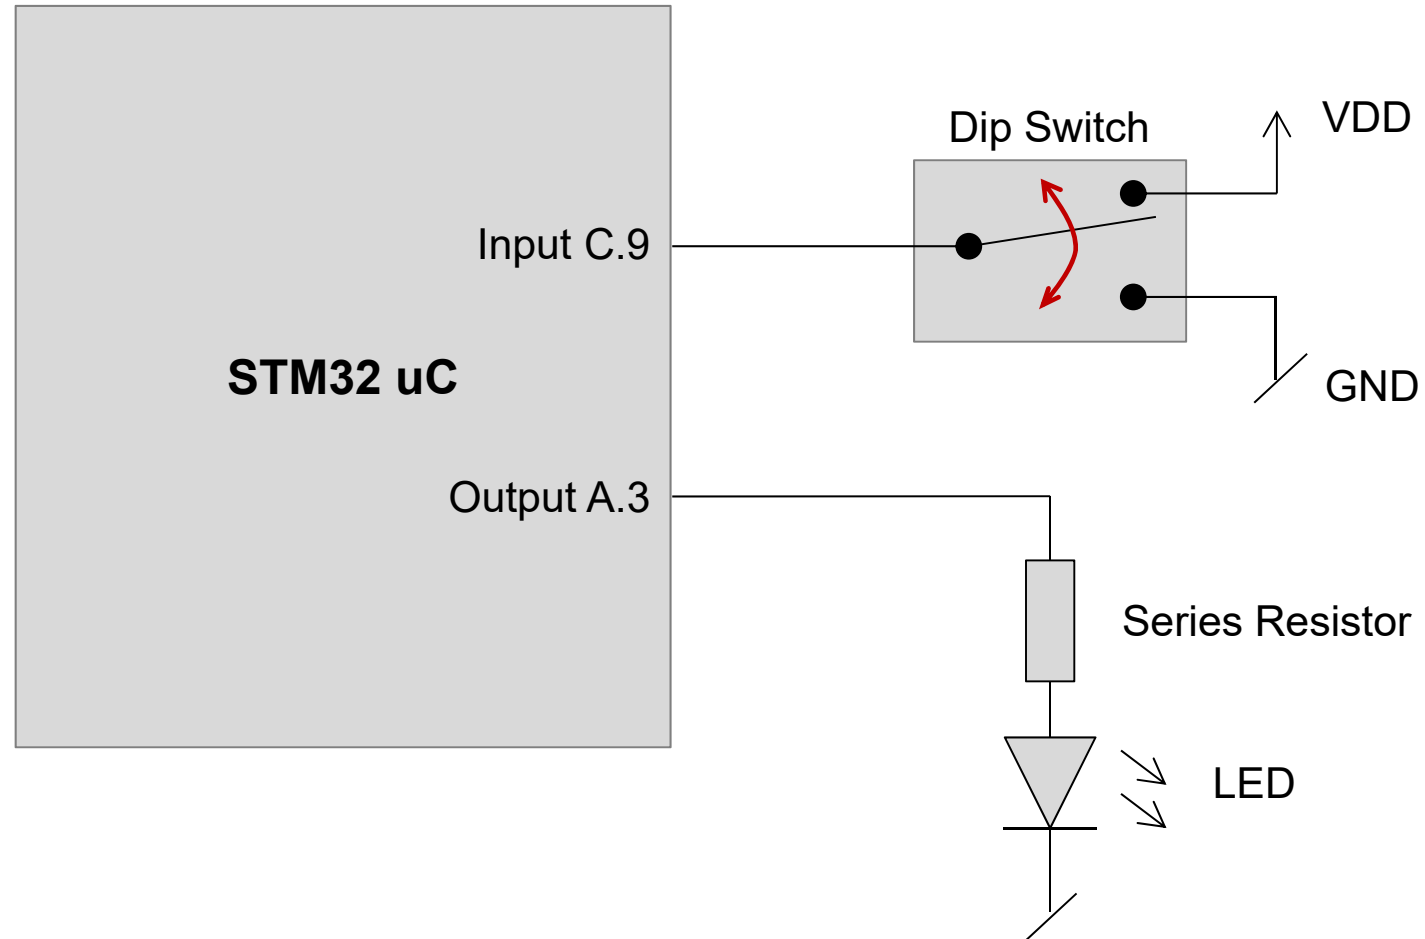 Dip Switch
VDD
Input C.9
STM32 uC
GND
Output A.3
Series Resistor
LED